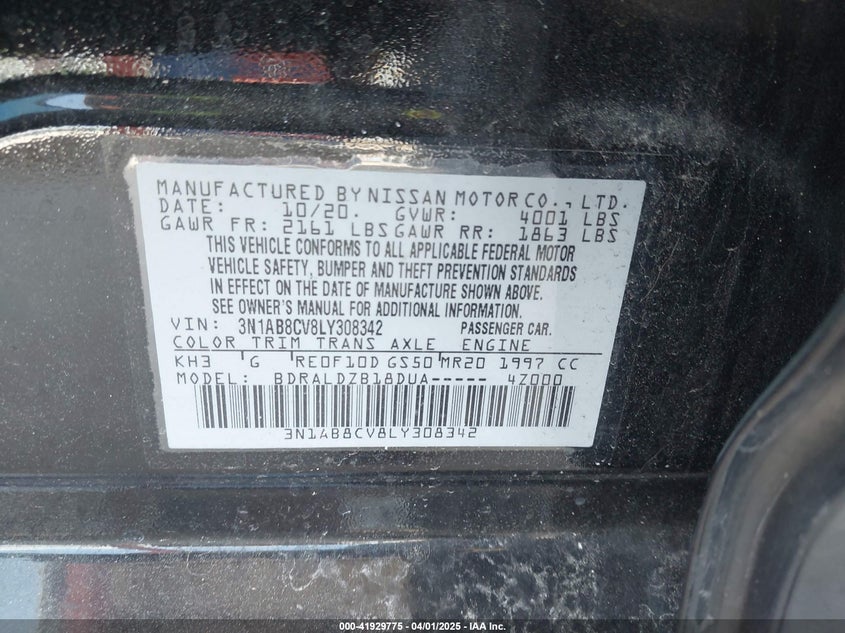 MANUFACTURED BY NISSAN MOTOR CO., LTD.
DATE: 10/20. GVWR: 4001 LBS
GAWR FR: 2161 LBS GAWR RR: 1863 LBS
THIS VEHICLE CONFORMS TO ALL APPLICABLE FEDERAL MOTOR
VEHICLE SAFETY, BUMPER AND THEFT PREVENTION STANDARDS
IN EFFECT ON THE DATE OF MANUFACTURE SHOWN ABOVE.
SEE OWNER'S MANUAL FOR ADDITIONAL INFORMATION.
VIN: 3N1AB8CV8LY308342 PASSENGER CAR.
COLOR TRIM TRANS AXLE ENGINE
KH3 G RE0F10D GS50 MR20 1997 CC
MODEL: BDRALDZB18DUA----- 4Z000
3N1AB8CV8LY308342
000-41929775 - 04/01/2025 - IAA Inc.